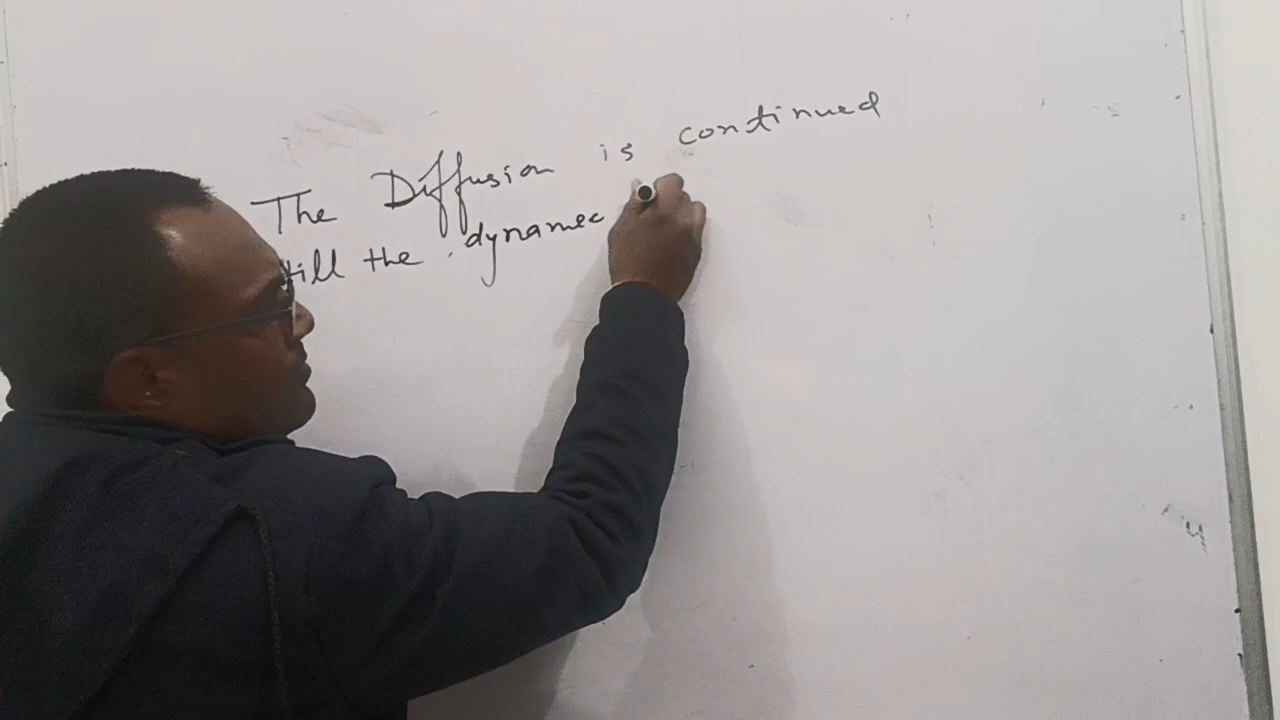 The Diffusion is continued
till the dynamec